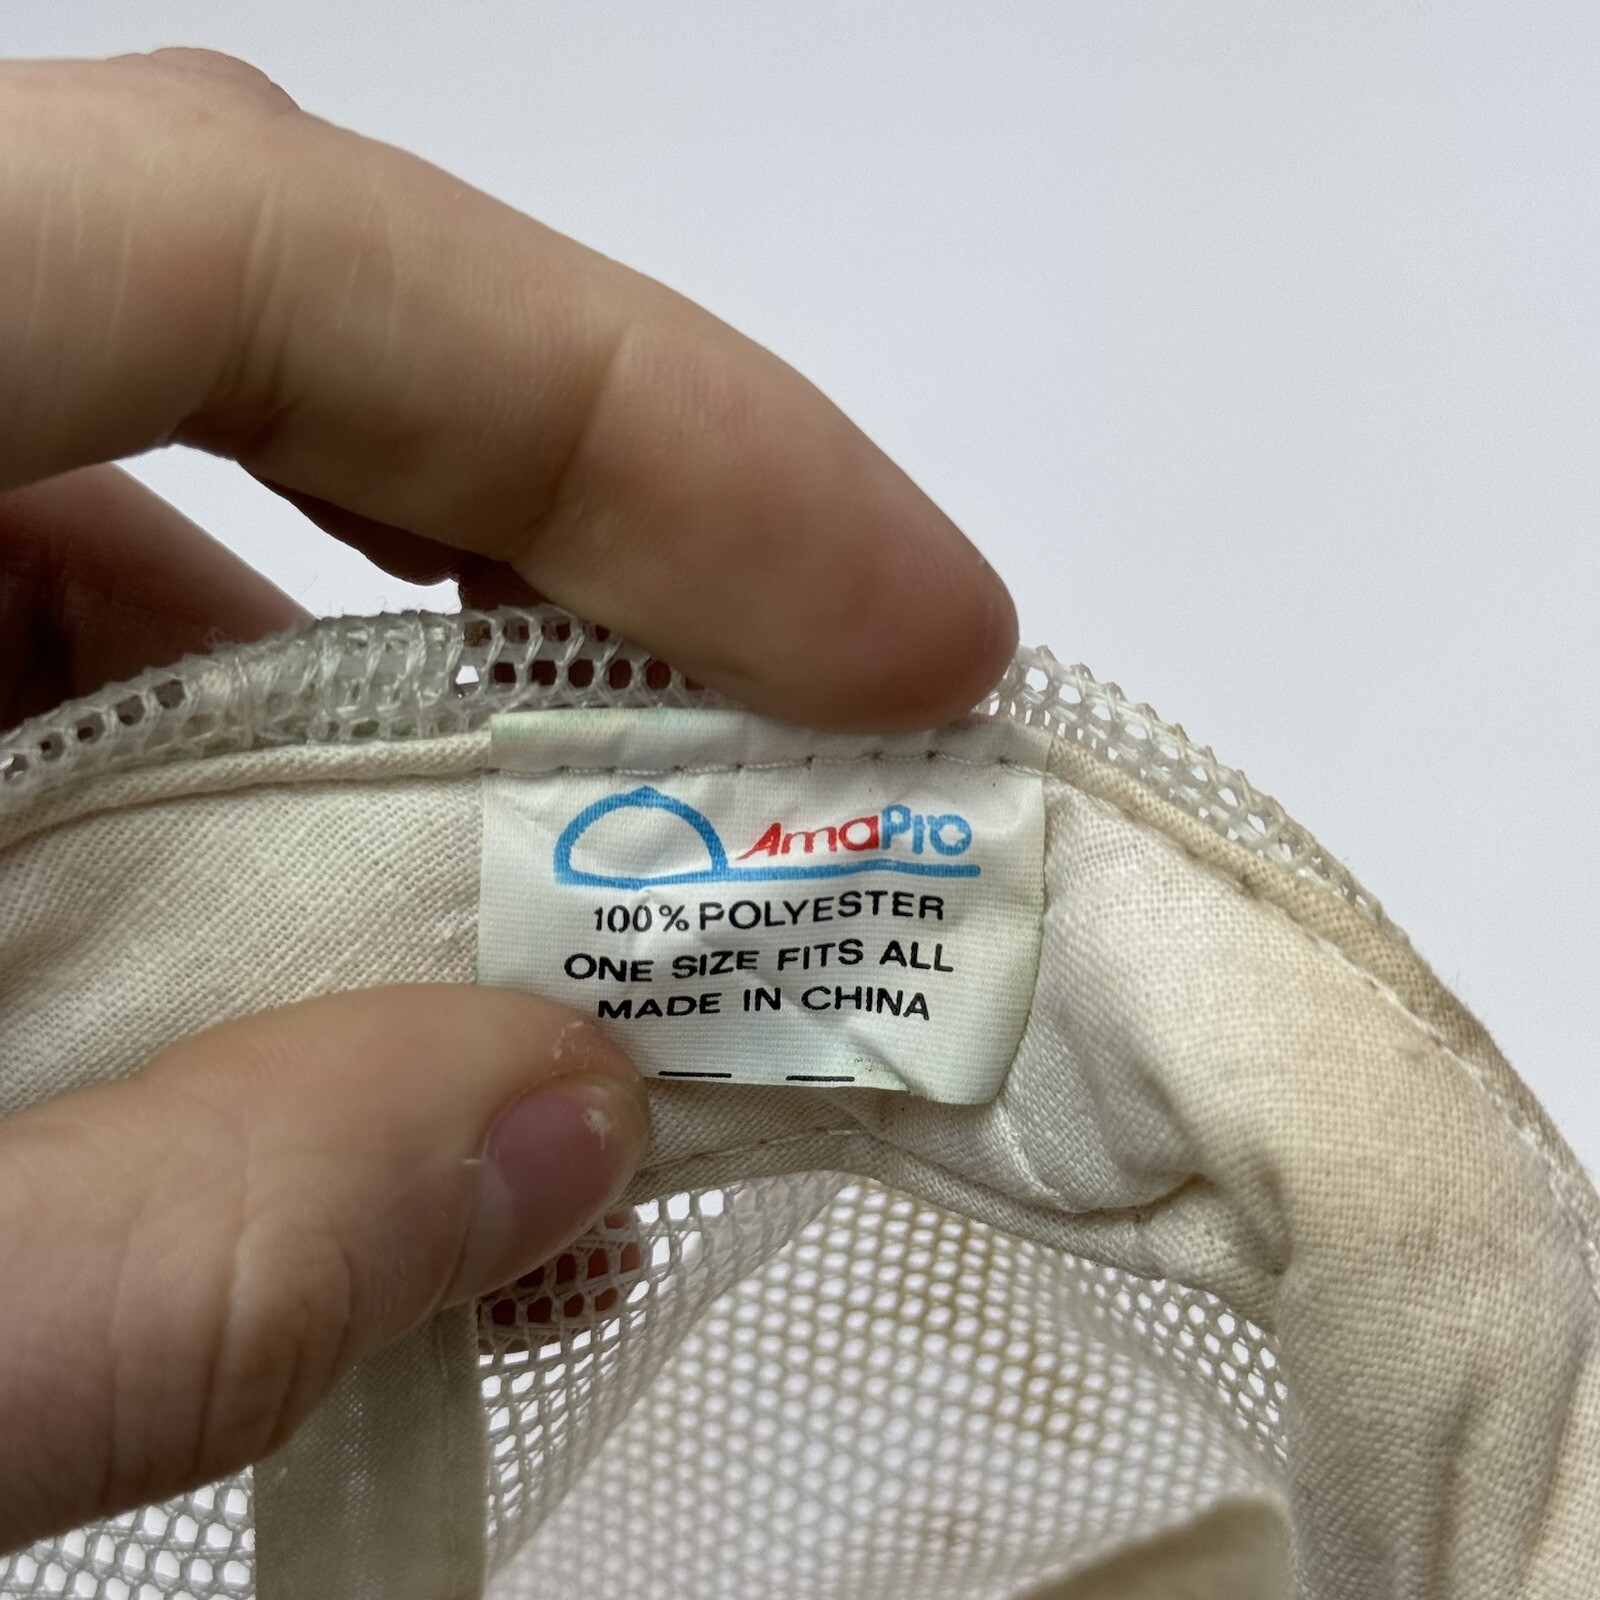 AmaPro
100% POLYESTER
ONE SIZE FITS ALL
MADE IN CHINA